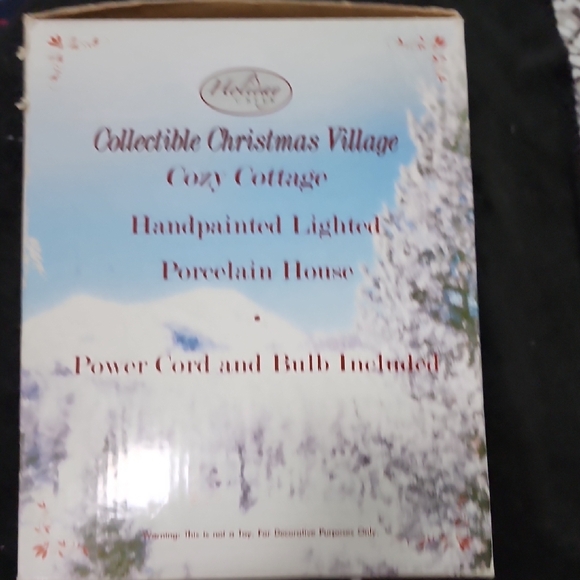 Holiday
Collectible Christmas Village
Cozy Cottage
Handpainted Lighted
Porcelain House
Power Cord and Bulb Included
Warning: This is not a Toy. For Decorative Purposes Only.